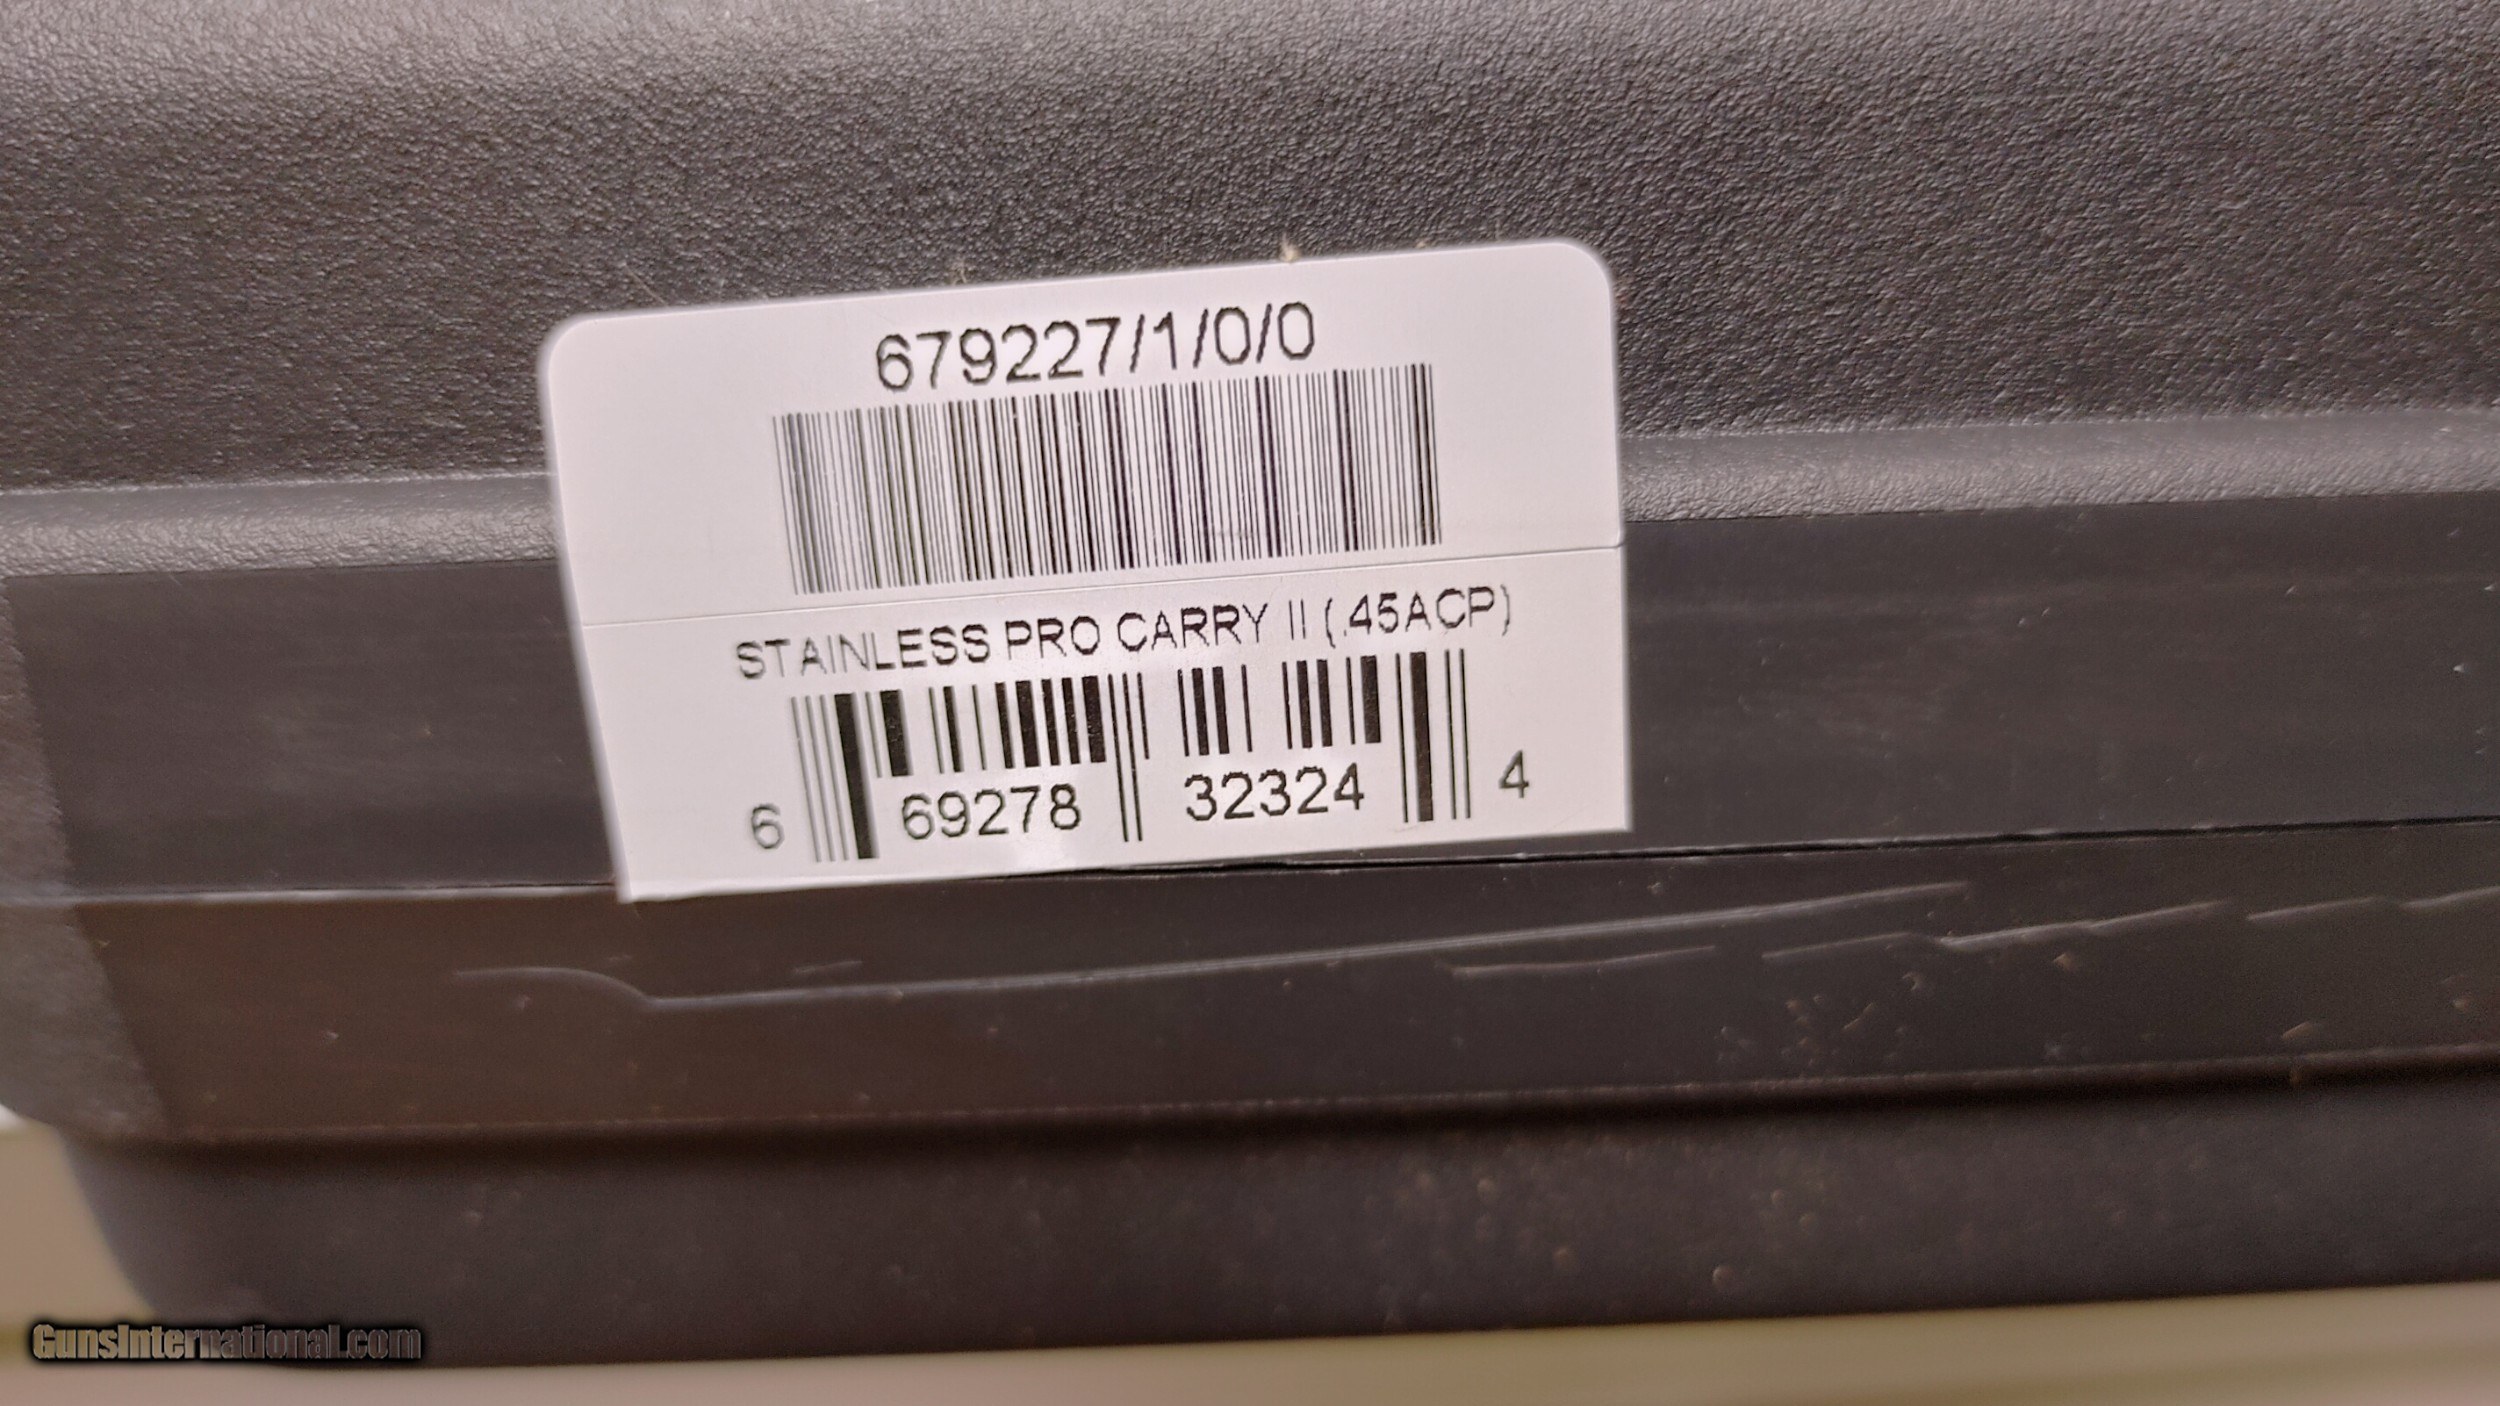 679227/1/0/0
STAINLESS PRO CARRY II (.45ACP)
6 69278 32324 4
GunsInternational.com